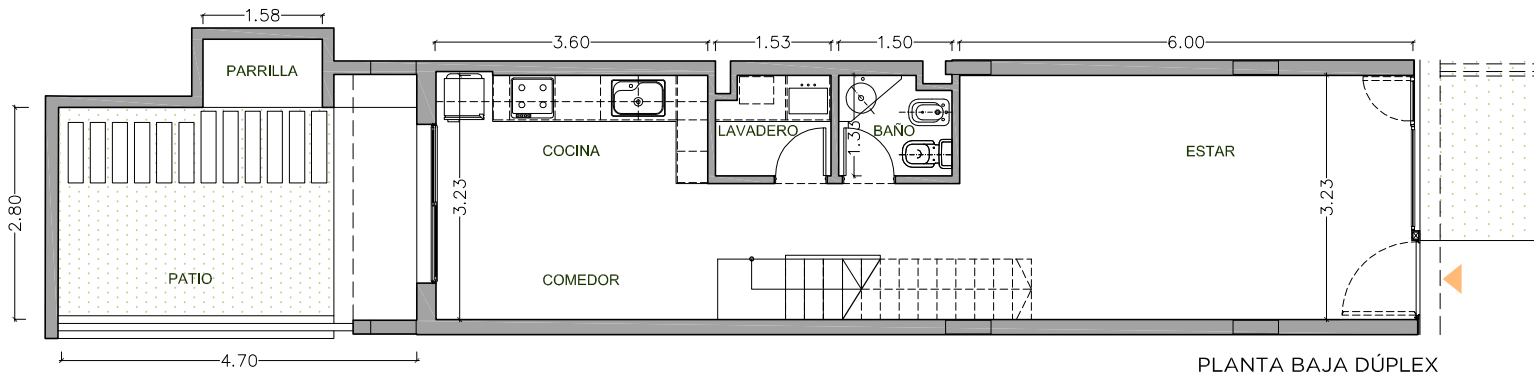 1.58
3.60
1.53
1.50
6.00
PARRILLA
LAVADERO
BAÑO
1.33
COCINA
ESTAR
2.80
3.23
3.23
PATIO
COMEDOR
4.70
PLANTA BAJA DÚPLEX